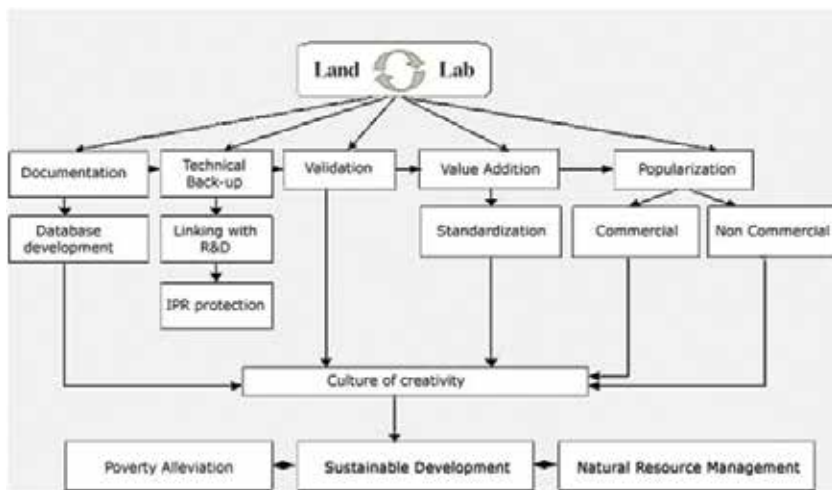 Land Lab
Documentation
Technical
Back-up
Validation
Value Addition
Popularization
Database
development
Linking with
R&D
Standardization
Commercial
Non Commercial
IPR protection
Culture of creativity
Poverty Alleviation
Sustainable Development
Natural Resource Management